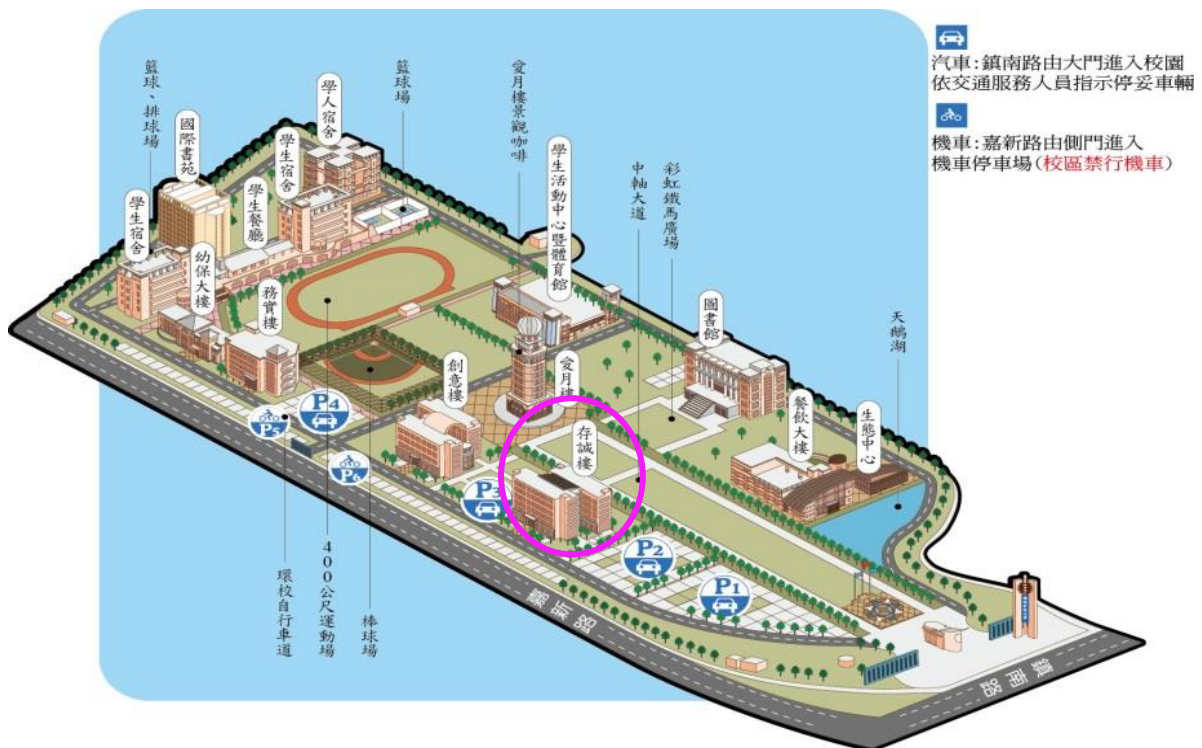 汽車：鎮南路由大門進入校園
依交通服務人員指示停妥車輛
機車：嘉新路由側門進入
機車停車場（校區禁行機車）
籃球、排球場
國際書苑
學人宿舍
籃球場
愛月樓景觀咖啡
學生宿舍
學生餐廳
學生宿舍
幼保大樓
務實樓
學生活動中心暨體育館
中軸大道
彩虹鐵馬廣場
圖書館
天鵝湖
創意樓
愛月樓
存誠樓
餐飲大樓
生態中心
P4
P5
P6
P3
P2
P1
環校自行車道
400公尺運動場
棒球場
嘉新路
鎮南路